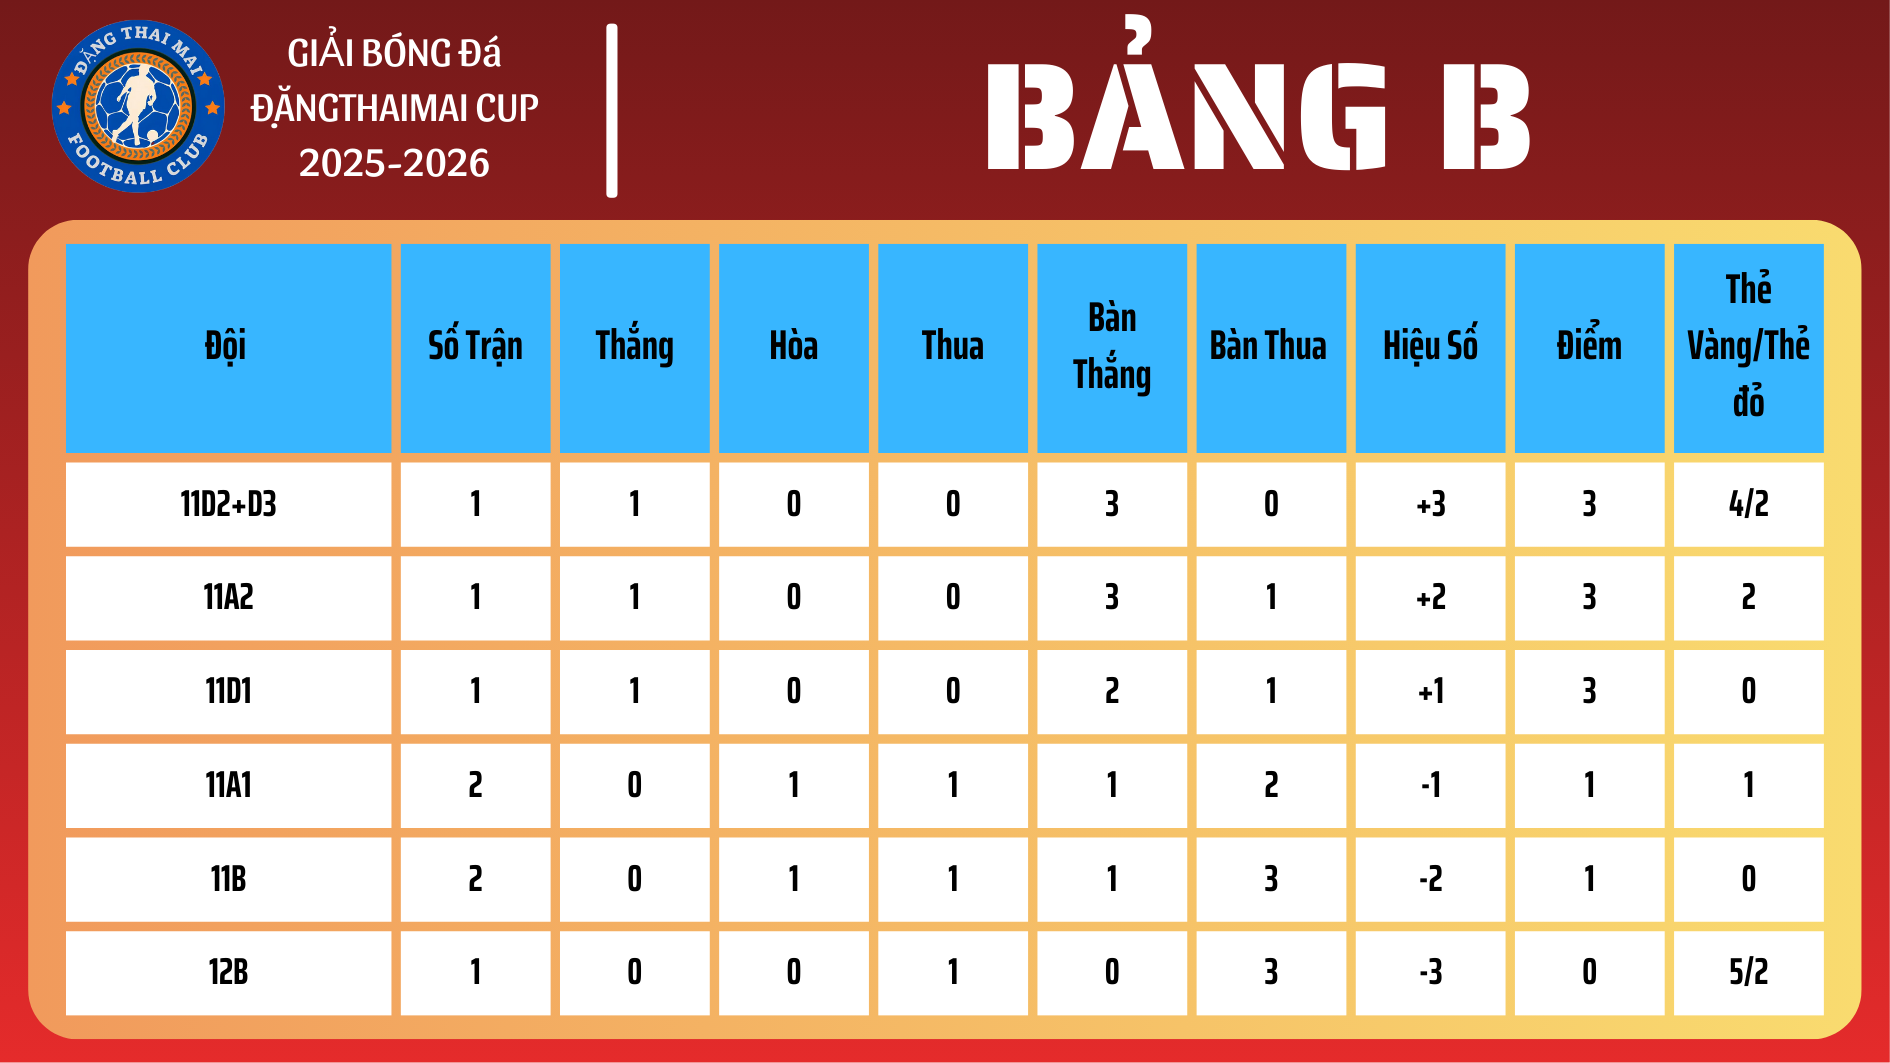 ĐẶNG THAI MAI
FOOTBALL CLUB
GIẢI BÓNG Đá
ĐẶNGTHAIMAI CUP
2025-2026
BẢNG B
Đội Số Trận Thắng Hòa Thua Bàn Thắng Bàn Thua Hiệu Số Điểm Thẻ Vàng/Thẻ đỏ
11D2+D3 1 1 0 0 3 0 +3 3 4/2
11A2 1 1 0 0 3 1 +2 3 2
11D1 1 1 0 0 2 1 +1 3 0
11A1 2 0 1 1 1 2 -1 1 1
11B 2 0 1 1 1 3 -2 1 0
12B 1 0 0 1 0 3 -3 0 5/2